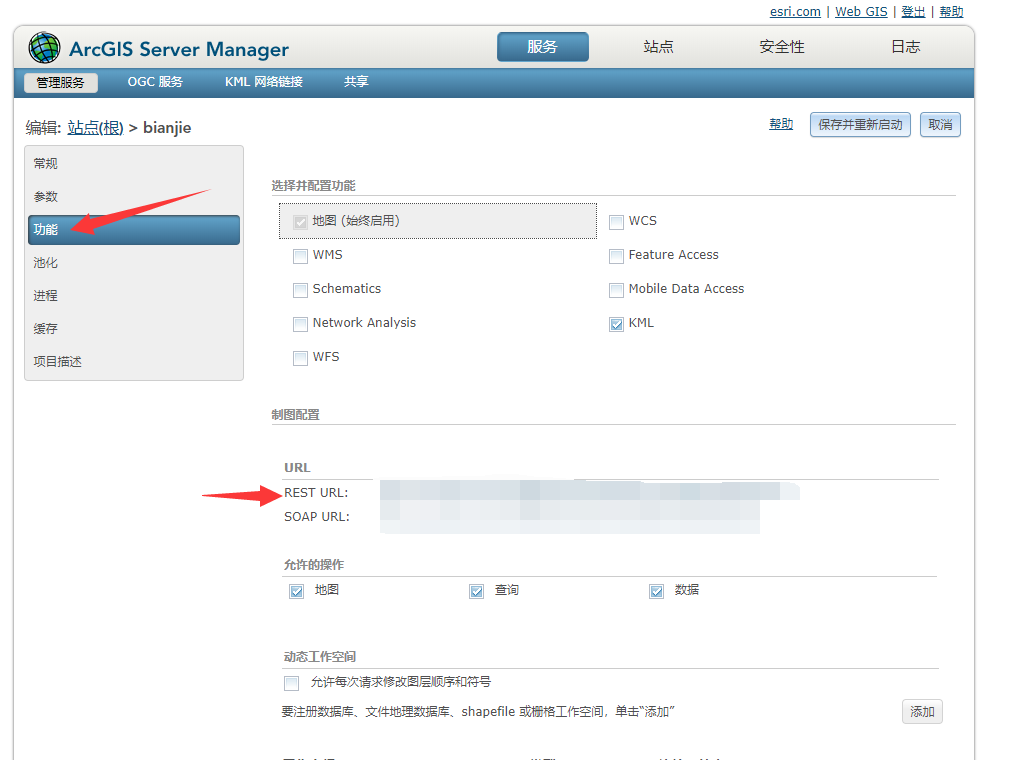 esri.com | Web GIS | 登出 | 帮助
ArcGIS Server Manager
服务 站点 安全性 日志
管理服务 OGC 服务 KML 网络链接 共享
编辑: 站点(根) > bianjie
帮助 保存并重新启动 取消
常规
参数
功能
池化
进程
缓存
项目描述
选择并配置功能
地图 (始终启用) WCS
WMS Feature Access
Schematics Mobile Data Access
Network Analysis KML
WFS
制图配置
URL
REST URL:
SOAP URL:
允许的操作
地图 查询 数据
动态工作空间
允许每次请求修改图层顺序和符号
要注册数据库、文件地理数据库、shapefile 或栅格工作空间，单击“添加”
添加